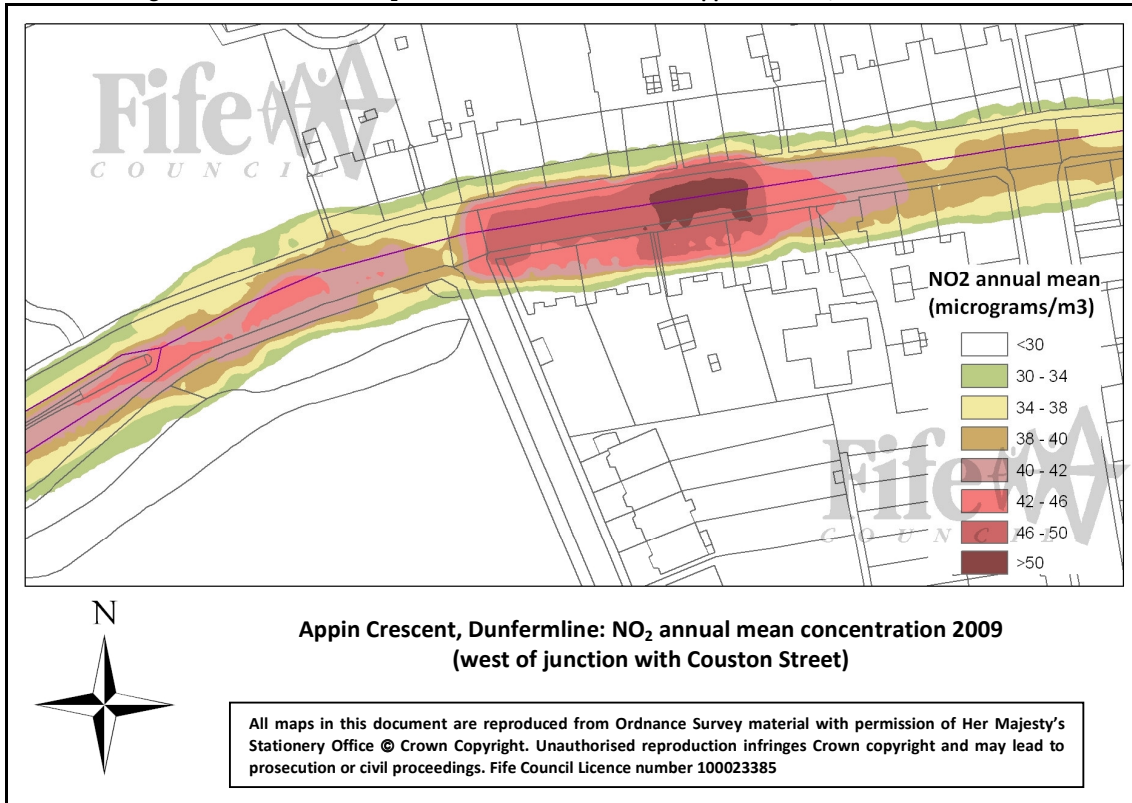 Fife
COUNCIL
NO2 annual mean
(micrograms/m3)
<30
30 - 34
34 - 38
38 - 40
40 - 42
42 - 46
46 - 50
>50
Fife
COUNCIL
N
Appin Crescent, Dunfermline: NO₂ annual mean concentration 2009
(west of junction with Couston Street)
All maps in this document are reproduced from Ordnance Survey material with permission of Her Majesty’s
Stationery Office © Crown Copyright. Unauthorised reproduction infringes Crown copyright and may lead to
prosecution or civil proceedings. Fife Council Licence number 100023385